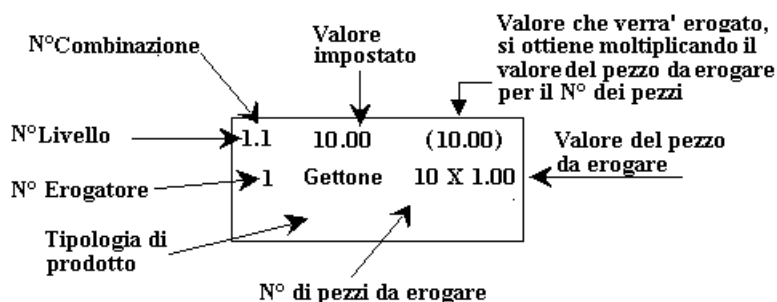 N°Combinazione
Valore
impostato
Valore che verra' erogato,
si ottiene moltiplicando il
valore del pezzo da erogare
per il N° dei pezzi
N°Livello
1.1 10.00 (10.00)
Valore del pezzo
da erogare
N° Erogatore
1 Gettone 10 X 1.00
Tipologia di
prodotto
N° di pezzi da erogare